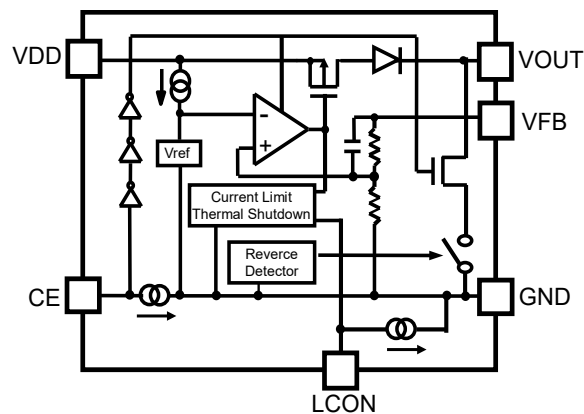 VDD
VOUT
VFB
-
+
Vref
Current Limit
Thermal Shutdown
Reverce
Detector
CE
GND
LCON